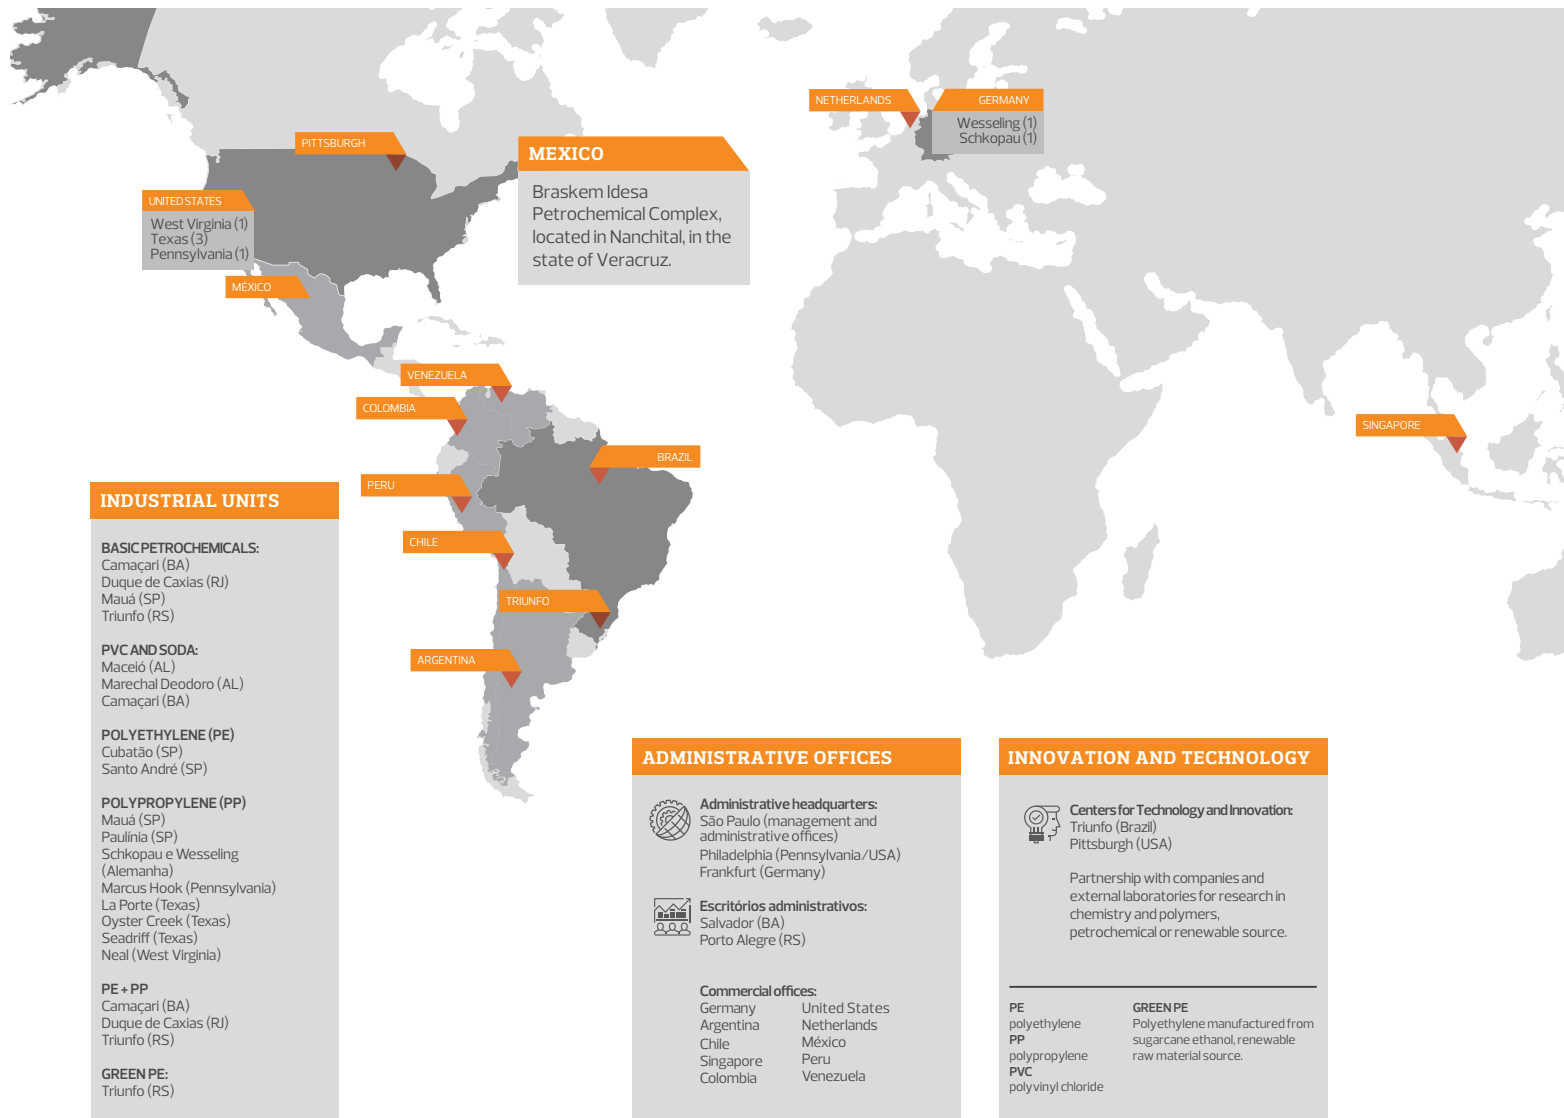 NETHERLANDS
GERMANY
Wesseling (1)
Schkopau (1)
PITTSBURGH
MEXICO
Braskem Idesa
Petrochemical Complex,
located in Nanchital, in the
state of Veracruz.
UNITED STATES
West Virginia (1)
Texas (3)
Pennsylvania (1)
MÉXICO
VENEZUELA
COLOMBIA
SINGAPORE
BRAZIL
PERU
CHILE
TRIUNFO
ARGENTINA
INDUSTRIAL UNITS
BASIC PETROCHEMICALS:
Camaçari (BA)
Duque de Caxias (RJ)
Mauá (SP)
Triunfo (RS)
PVC AND SODA:
Maceió (AL)
Marechal Deodoro (AL)
Camaçari (BA)
POLYETHYLENE (PE)
Cubatão (SP)
Santo André (SP)
POLYPROPYLENE (PP)
Mauá (SP)
Paulínia (SP)
Schkopau e Wesseling
(Alemanha)
Marcus Hook (Pennsylvania)
La Porte (Texas)
Oyster Creek (Texas)
Seadriff (Texas)
Neal (West Virginia)
PE + PP
Camaçari (BA)
Duque de Caxias (RJ)
Triunfo (RS)
GREEN PE:
Triunfo (RS)
ADMINISTRATIVE OFFICES
Administrative headquarters:
São Paulo (management and
administrative offices)
Philadelphia (Pennsylvania/USA)
Frankfurt (Germany)
Escritórios administrativos:
Salvador (BA)
Porto Alegre (RS)
Commercial offices:
Germany
Argentina
Chile
Singapore
Colombia
United States
Netherlands
México
Peru
Venezuela
INNOVATION AND TECHNOLOGY
Centers for Technology and Innovation:
Triunfo (Brazil)
Pittsburgh (USA)
Partnership with companies and
external laboratories for research in
chemistry and polymers,
petrochemical or renewable source.
PE
polyethylene
PP
polypropylene
PVC
polyvinyl chloride
GREEN PE
Polyethylene manufactured from
sugarcane ethanol, renewable
raw material source.